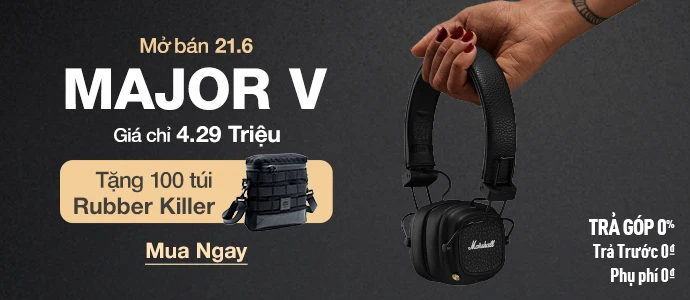 Mở bán 21.6
MAJOR V
Giá chỉ 4.29 Triệu
Tặng 100 túi
Rubber Killer
Mua Ngay
Marshall
TRẢ GÓP 0%
Trả Trước 0đ
Phụ phí 0đ